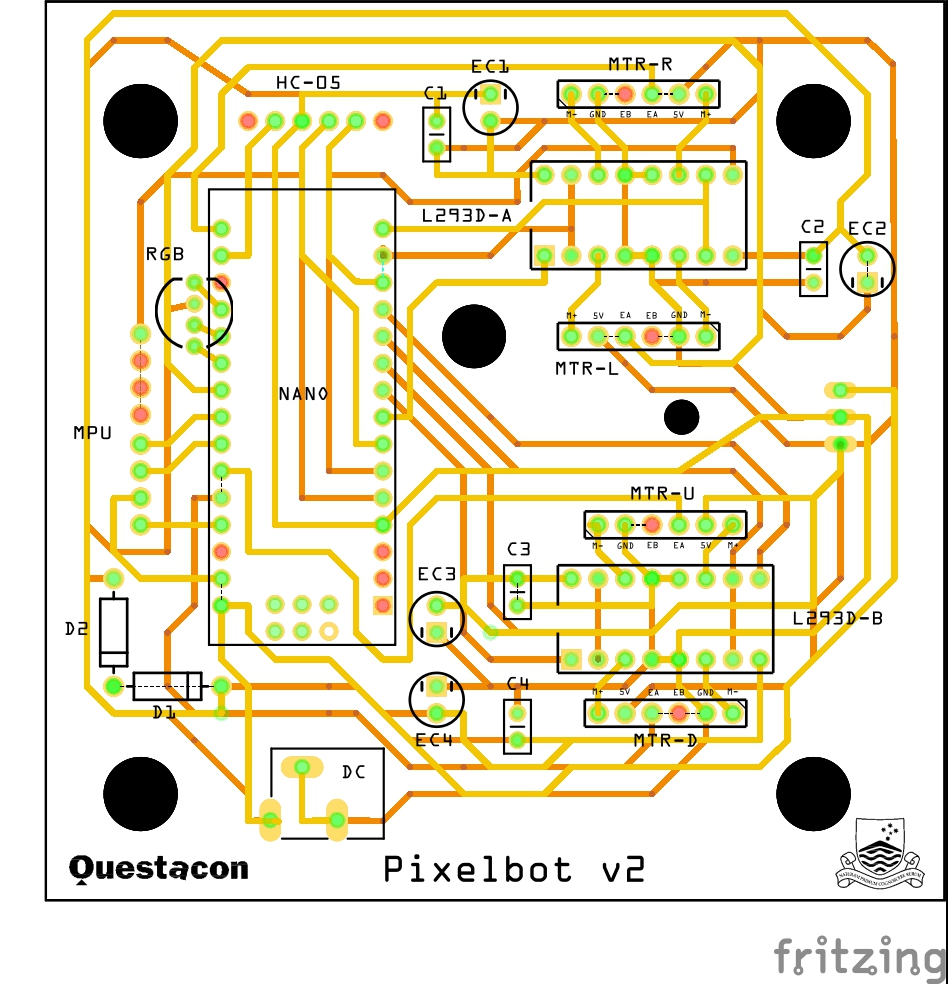 MTR-R
EC1
HC-05
C1
M- GND EB EA 5V M+
L293D-A
C2 EC2
RGB
M+ 5V EA EB GND M-
MTR-L
NANO
MPU
MTR-U
M- GND EB EA 5V M+
C3
EC3
L293D-B
D2
C4
M+ 5V EA EB GND M-
D1
EC4 MTR-D
DC
Questacon Pixelbot v2
fritzing